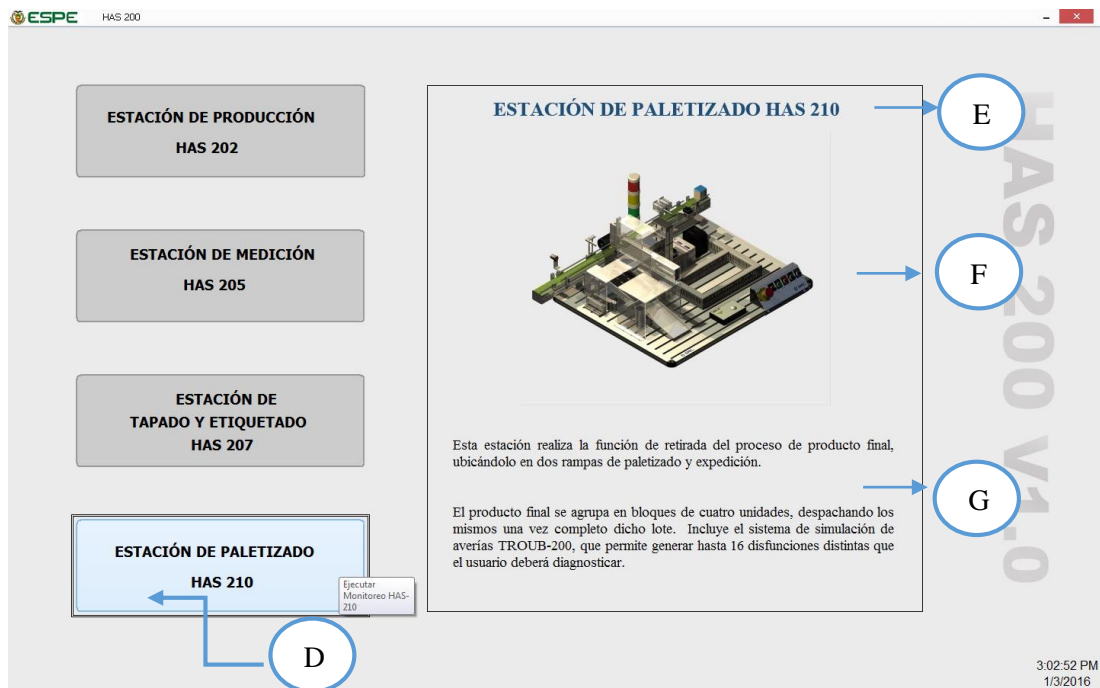 ESPE HAS 200
ESTACIÓN DE PRODUCCIÓN
HAS 202
ESTACIÓN DE MEDICIÓN
HAS 205
ESTACIÓN DE
TAPADO Y ETIQUETADO
HAS 207
ESTACIÓN DE PALETIZADO
HAS 210
Ejecutar
Monitoreo HAS-
210
D
ESTACIÓN DE PALETIZADO HAS 210
E
F
Esta estación realiza la función de retirada del proceso de producto final,
ubicándolo en dos rampas de paletizado y expedición.
G
El producto final se agrupa en bloques de cuatro unidades, despachando los
mismos una vez completo dicho lote. Incluye el sistema de simulación de
averías TROUB-200, que permite generar hasta 16 disfunciones distintas que
el usuario deberá diagnosticar.
HAS 200 V1.0
3:02:52 PM
1/3/2016